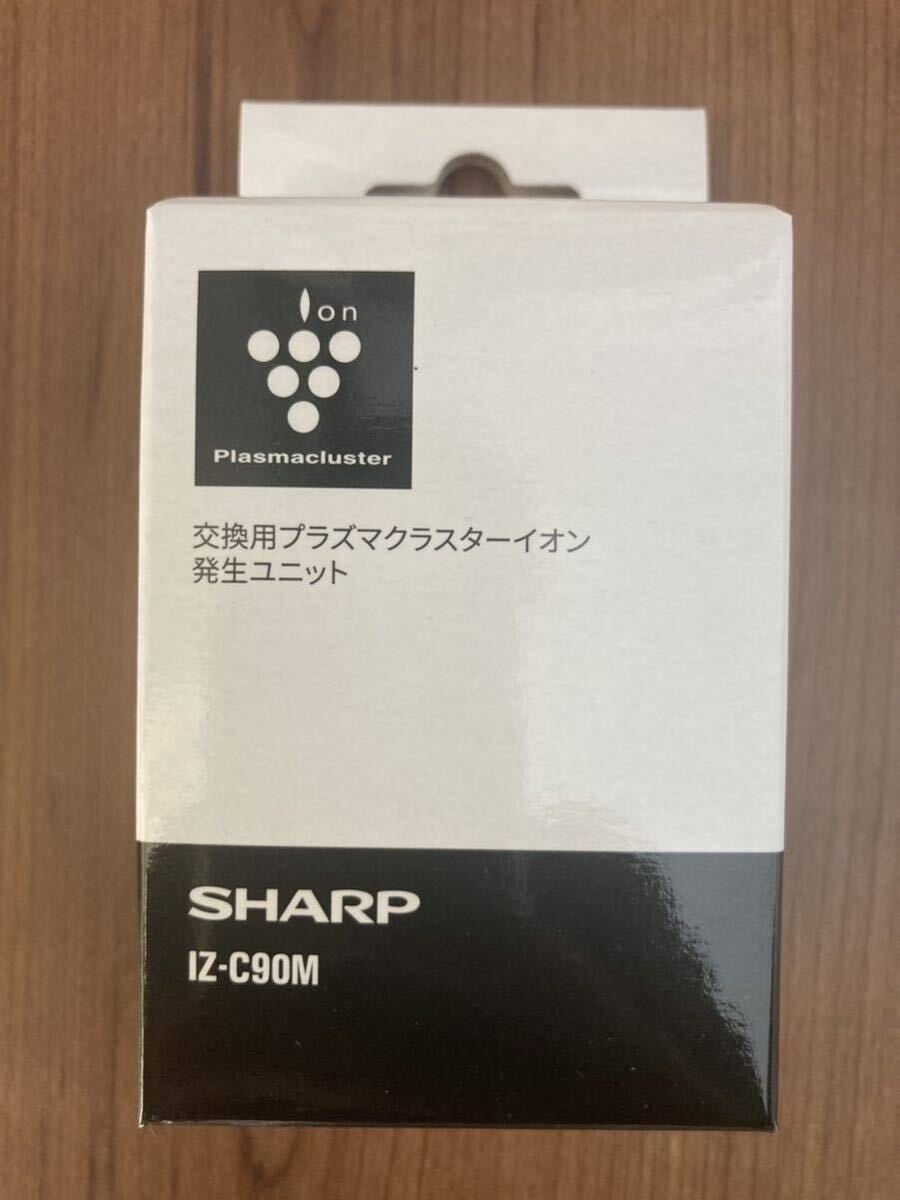 Ion
Plasmacluster
交換用プラズマクラスターイオン
発生ユニット
SHARP
IZ-C90M